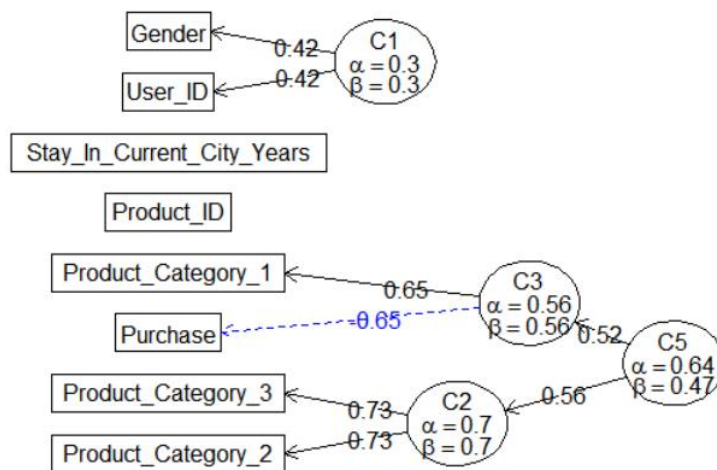 Gender
0.42
C1
α = 0.3
β = 0.3
User_ID
0.42
Stay_In_Current_City_Years
Product_ID
Product_Category_1
0.65
C3
α = 0.56
β = 0.56
Purchase
-0.65
0.52
C5
α = 0.64
β = 0.47
Product_Category_3
0.73
C2
α = 0.7
β = 0.7
0.56
Product_Category_2
0.73